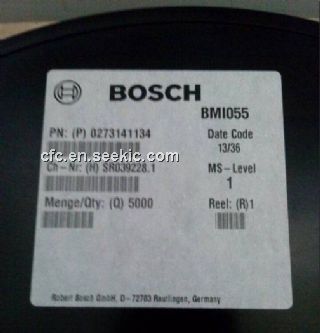 BOSCH
BMI055
PN: (P) 0273141134
Date Code
13/36
cfc.en.seekic.com
Ch-Nr: (H) SR039228.1
MS-Level
1
Menge/Qty: (Q) 5000
Reel: (R)1
Robert Bosch GmbH, D-72703 Reutlingen, Germany